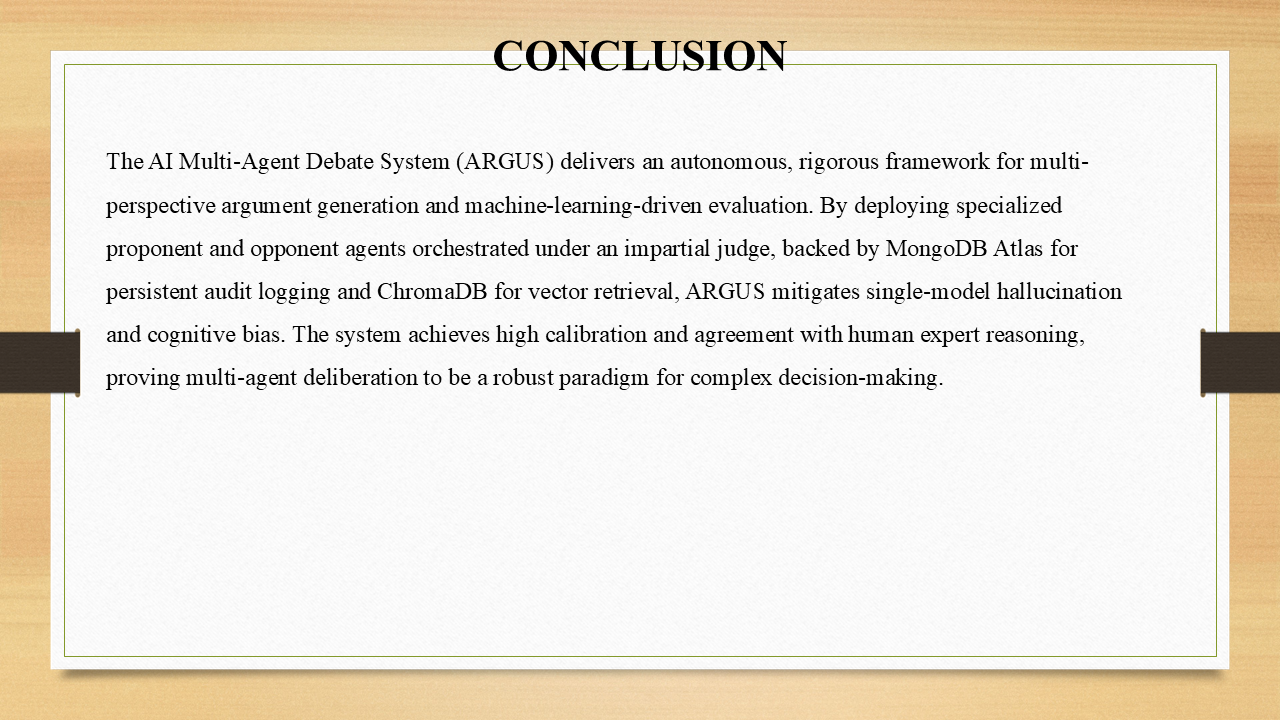 CONCLUSION
The AI Multi-Agent Debate System (ARGUS) delivers an autonomous, rigorous framework for multi-
perspective argument generation and machine-learning-driven evaluation. By deploying specialized
proponent and opponent agents orchestrated under an impartial judge, backed by MongoDB Atlas for
persistent audit logging and ChromaDB for vector retrieval, ARGUS mitigates single-model hallucination
and cognitive bias. The system achieves high calibration and agreement with human expert reasoning,
proving multi-agent deliberation to be a robust paradigm for complex decision-making.